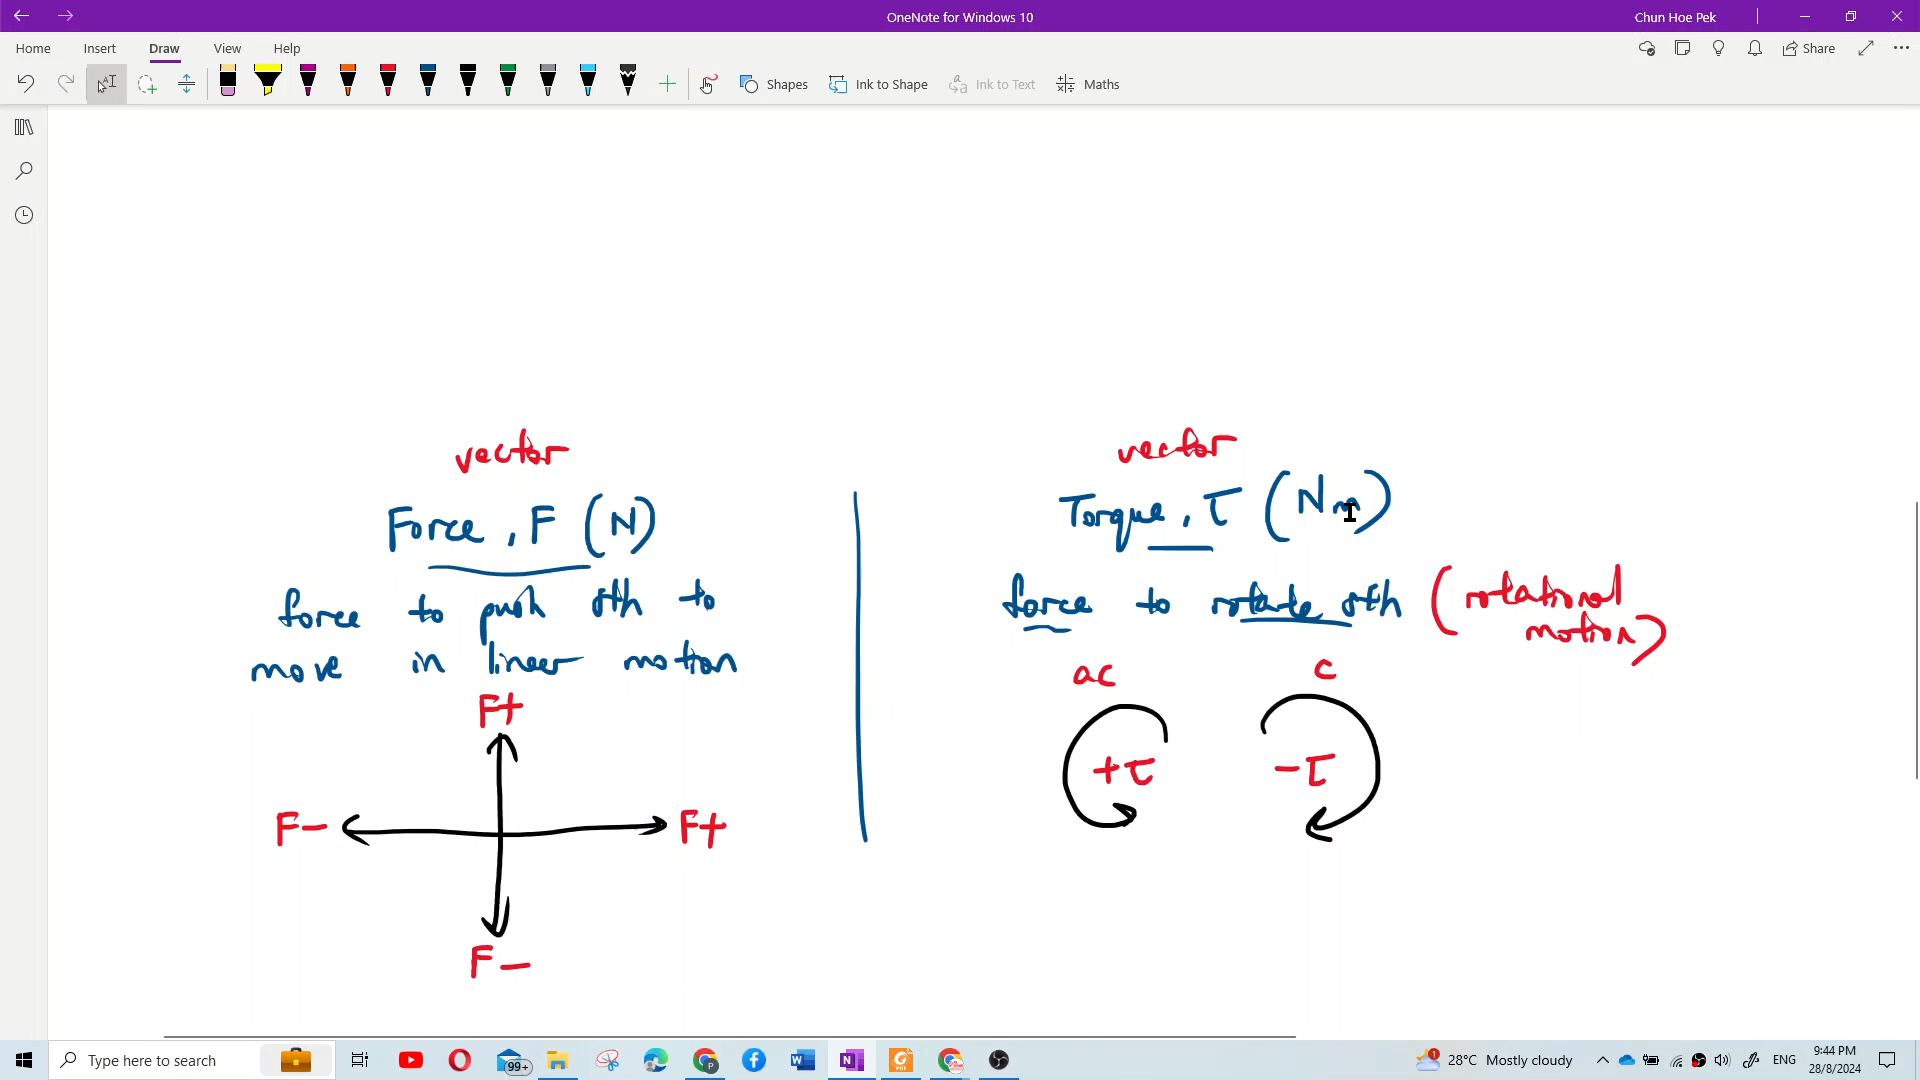 OneNote for Windows 10
Chun Hoe Pek
Home Insert Draw View Help
Share
Shapes Ink to Shape Ink to Text Maths
vector
Force, F (N)
force to push sth to
move in linear motion
F+
F- F+
F-
vector
Torque, τ (Nm)
force to rotate sth (rotational
motion)
ac c
+τ -τ
Type here to search
99+
1
28°C Mostly cloudy
ENG
9:44 PM
28/8/2024